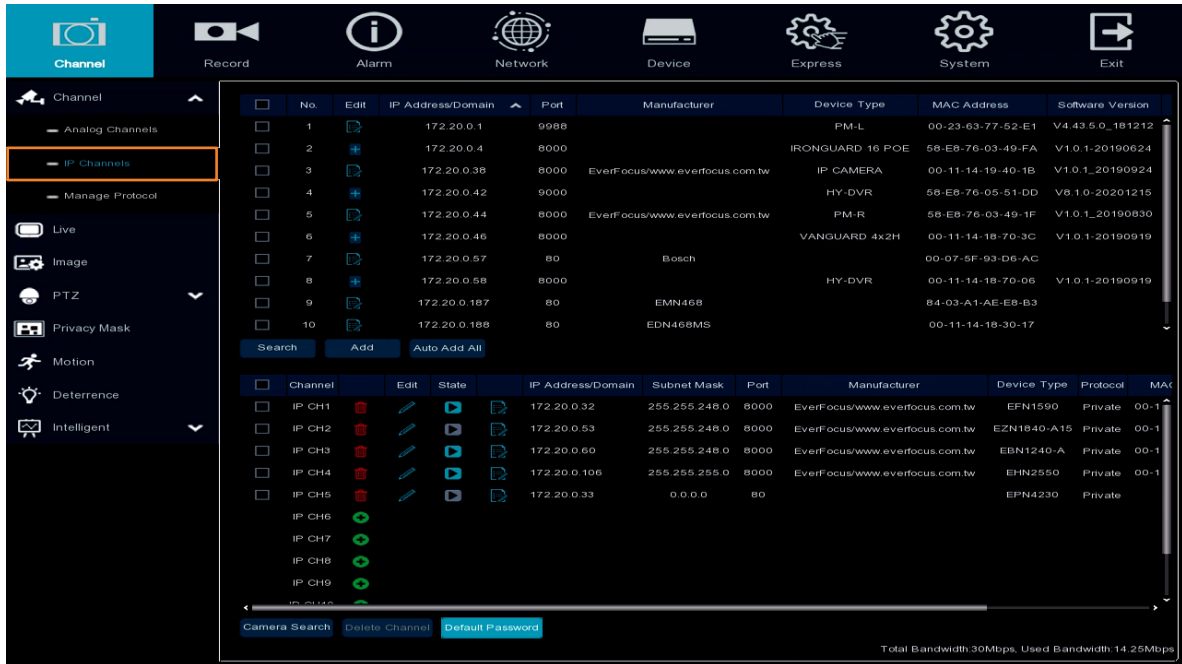 Channel Record Alarm Network Device Express System Exit
Channel
Analog Channels
IP Channels
Manage Protocol
Live
Image
PTZ
Privacy Mask
Motion
Deterrence
Intelligent
No. Edit IP Address/Domain Port Manufacturer Device Type MAC Address Software Version
1 172.20.0.1 9988 PM-L 00-23-63-77-52-E1 V4.43.5.0_181212
2 172.20.0.4 8000 IRONGUARD 16 POE 58-E8-76-03-49-FA V1.0.1-20190624
3 172.20.0.38 8000 EverFocus/www.everfocus.com.tw IP CAMERA 00-11-14-19-40-1B V1.0.1_20190924
4 172.20.0.42 9000 HY-DVR 58-E8-76-05-51-DD V8.1.0-20201215
5 172.20.0.44 8000 EverFocus/www.everfocus.com.tw PM-R 58-E8-76-03-49-1F V1.0.1_20190830
6 172.20.0.46 8000 VANGUARD 4x2H 00-11-14-18-70-3C V1.0.1-20190919
7 172.20.0.57 80 Bosch 00-07-5F-93-D6-AC
8 172.20.0.58 8000 HY-DVR 00-11-14-18-70-06 V1.0.1-20190919
9 172.20.0.187 80 EMN468 84-03-A1-AE-E8-B3
10 172.20.0.188 80 EDN468MS 00-11-14-18-30-17
Search Add Auto Add All
Channel Edit State IP Address/Domain Subnet Mask Port Manufacturer Device Type Protocol MAC
IP CH1 172.20.0.32 255.255.248.0 8000 EverFocus/www.everfocus.com.tw EFN1590 Private 00-1
IP CH2 172.20.0.53 255.255.248.0 8000 EverFocus/www.everfocus.com.tw EZN1840-A15 Private 00-1
IP CH3 172.20.0.60 255.255.248.0 8000 EverFocus/www.everfocus.com.tw EBN1240-A Private 00-1
IP CH4 172.20.0.106 255.255.255.0 8000 EverFocus/www.everfocus.com.tw EHN2550 Private 00-1
IP CH5 172.20.0.33 0.0.0.0 80 EPN4230 Private
IP CH6
IP CH7
IP CH8
IP CH9
IP CH10
Camera Search Delete Channel Default Password
Total Bandwidth:30Mbps, Used Bandwidth:14.25Mbps